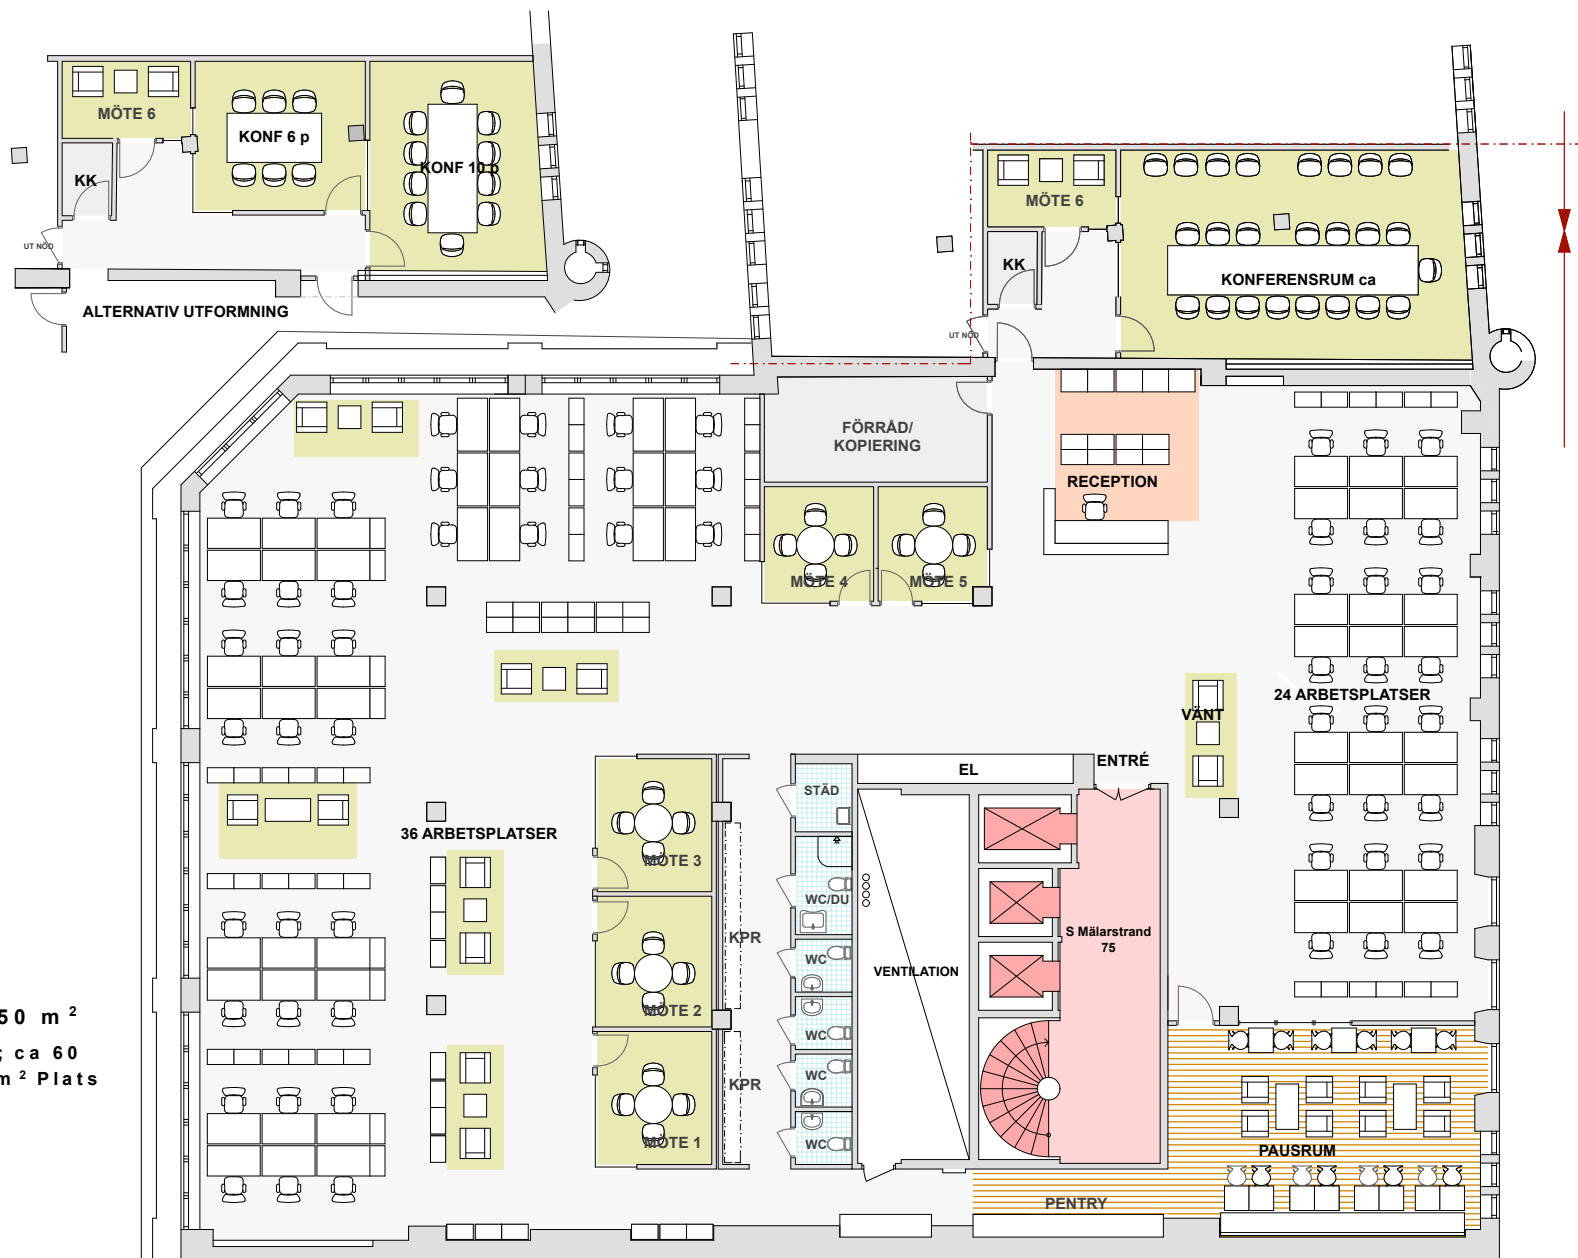 MÖTE 6
KONF 6 p
KONF 10 p
KK
UT NÖD
ALTERNATIV UTFORMNING
MÖTE 6
KK
KONFERENSRUM ca
UT NÖD
FÖRRÅD/
KOPIERING
RECEPTION
MÖTE 4
MÖTE 5
24 ARBETSPLATSER
VÄNT
ENTRÉ
EL
STÄD
36 ARBETSPLATSER
MÖTE 3
WC/DU
KPR
S Mälarstrand
75
WC
VENTILATION
MÖTE 2
WC
50 m²
; ca 60
m² Plats
WC
KPR
MÖTE 1
WC
PAUSRUM
PENTRY